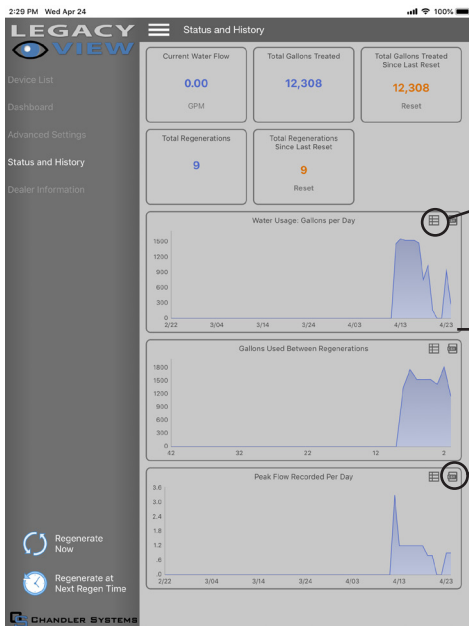 2:29 PM Wed Apr 24
100%
LEGACY
VIEW
Status and History
Device List
Dashboard
Advanced Settings
Status and History
Dealer Information
Current Water Flow
0.00
GPM
Total Gallons Treated
12,308
Total Gallons Treated
Since Last Reset
12,308
Reset
Total Regenerations
9
Total Regenerations
Since Last Reset
9
Reset
Water Usage: Gallons per Day
1500
1200
900
600
300
0
2/22 3/04 3/14 3/24 4/03 4/13 4/23
Gallons Used Between Regenerations
1800
1500
1200
900
600
300
0
42 32 22 12 2
Peak Flow Recorded Per Day
3.6
3.0
2.4
1.8
1.2
.6
.0
2/22 3/04 3/14 3/24 4/03 4/13 4/23
Regenerate
Now
Regenerate at
Next Regen Time
CHANDLER SYSTEMS